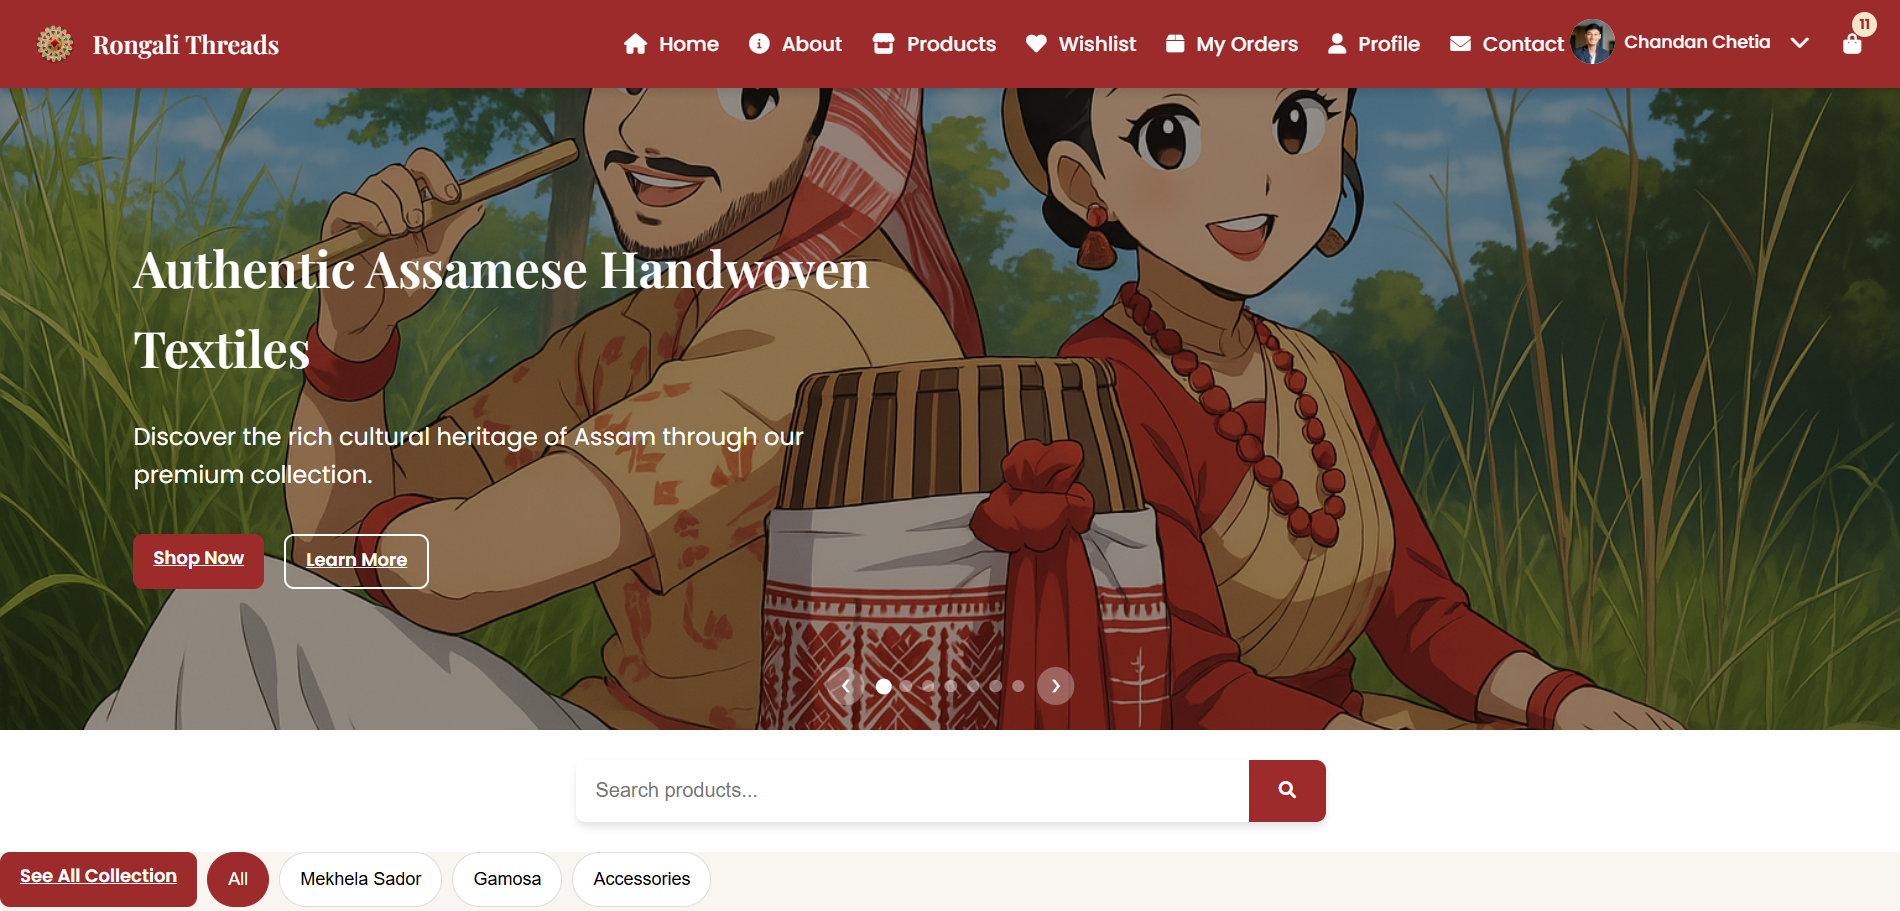 Rongali Threads
Home
About
Products
Wishlist
My Orders
Profile
Contact
Chandan Chetia
11
Authentic Assamese Handwoven
Textiles
Discover the rich cultural heritage of Assam through our
premium collection.
Shop Now
Learn More
Search products...
See All Collection
All
Mekhela Sador
Gamosa
Accessories